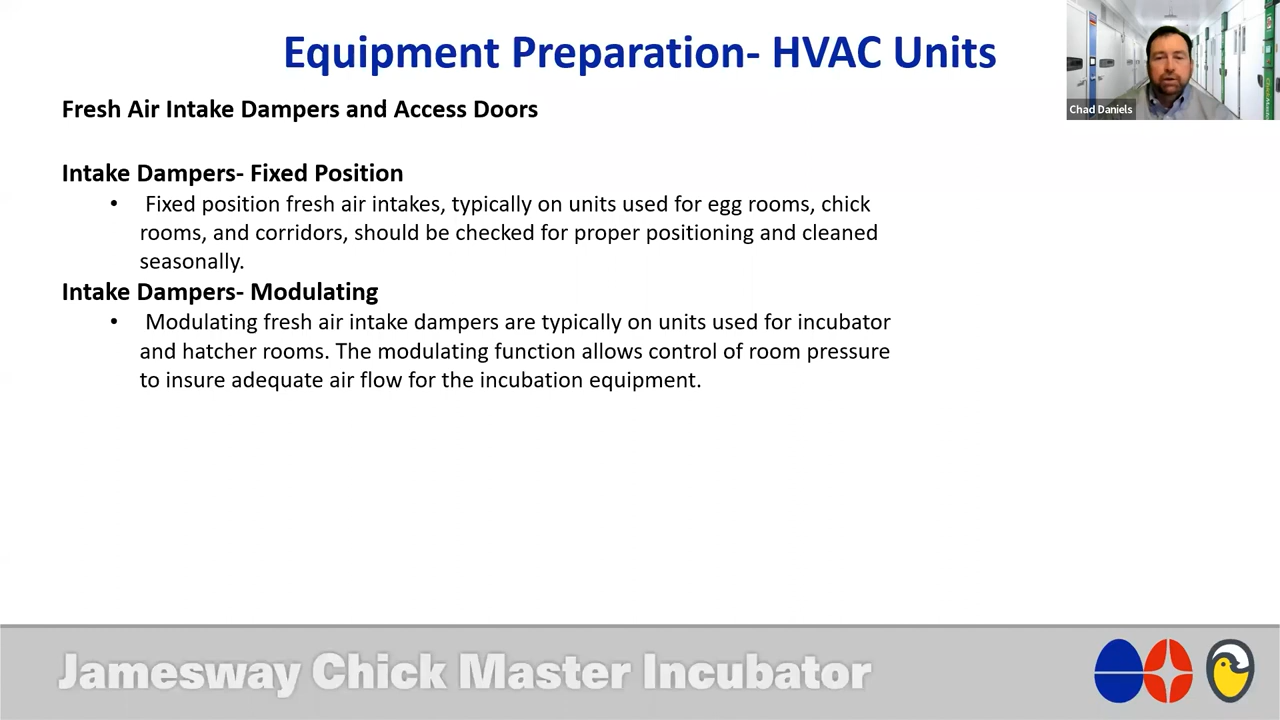 Equipment Preparation- HVAC Units
Chad Daniels
Fresh Air Intake Dampers and Access Doors
Intake Dampers- Fixed Position
• Fixed position fresh air intakes, typically on units used for egg rooms, chick
rooms, and corridors, should be checked for proper positioning and cleaned
seasonally.
Intake Dampers- Modulating
• Modulating fresh air intake dampers are typically on units used for incubator
and hatcher rooms. The modulating function allows control of room pressure
to insure adequate air flow for the incubation equipment.
Jamesway Chick Master Incubator